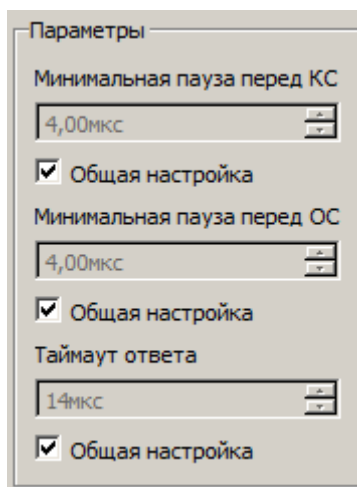 Параметры
Минимальная пауза перед КС
4,00мкс
Общая настройка
Минимальная пауза перед ОС
4,00мкс
Общая настройка
Таймаут ответа
14мкс
Общая настройка